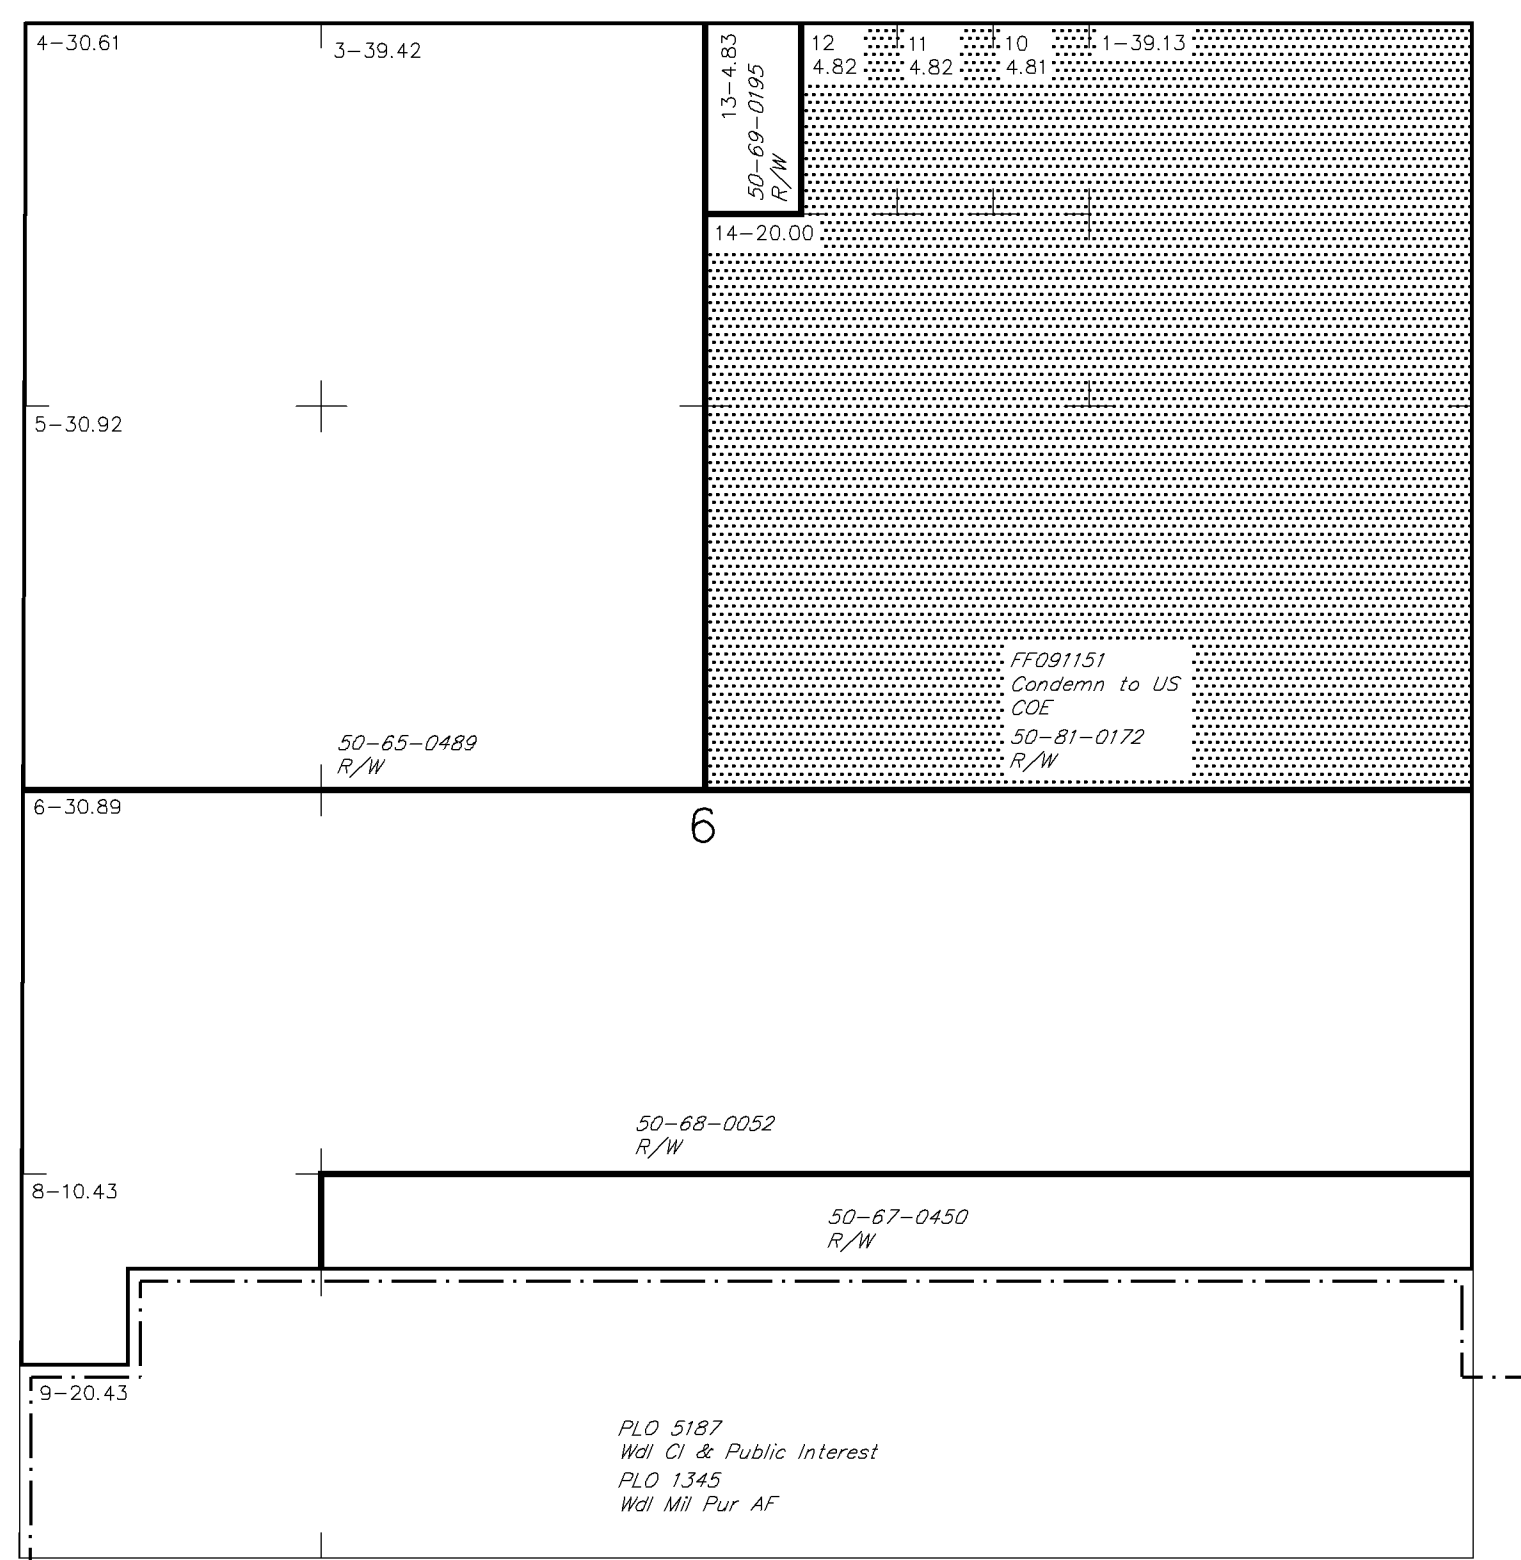 4-30.61
3-39.42
13-4.83
50-69-0195
R/W
12
4.82
11
4.82
10
4.81
1-39.13
14-20.00
5-30.92
FF091151
Condemn to US
COE
50-81-0172
R/W
50-65-0489
R/W
6-30.89
6
50-68-0052
R/W
8-10.43
50-67-0450
R/W
9-20.43
PLO 5187
Wdl Cl & Public Interest
PLO 1345
Wdl Mil Pur AF